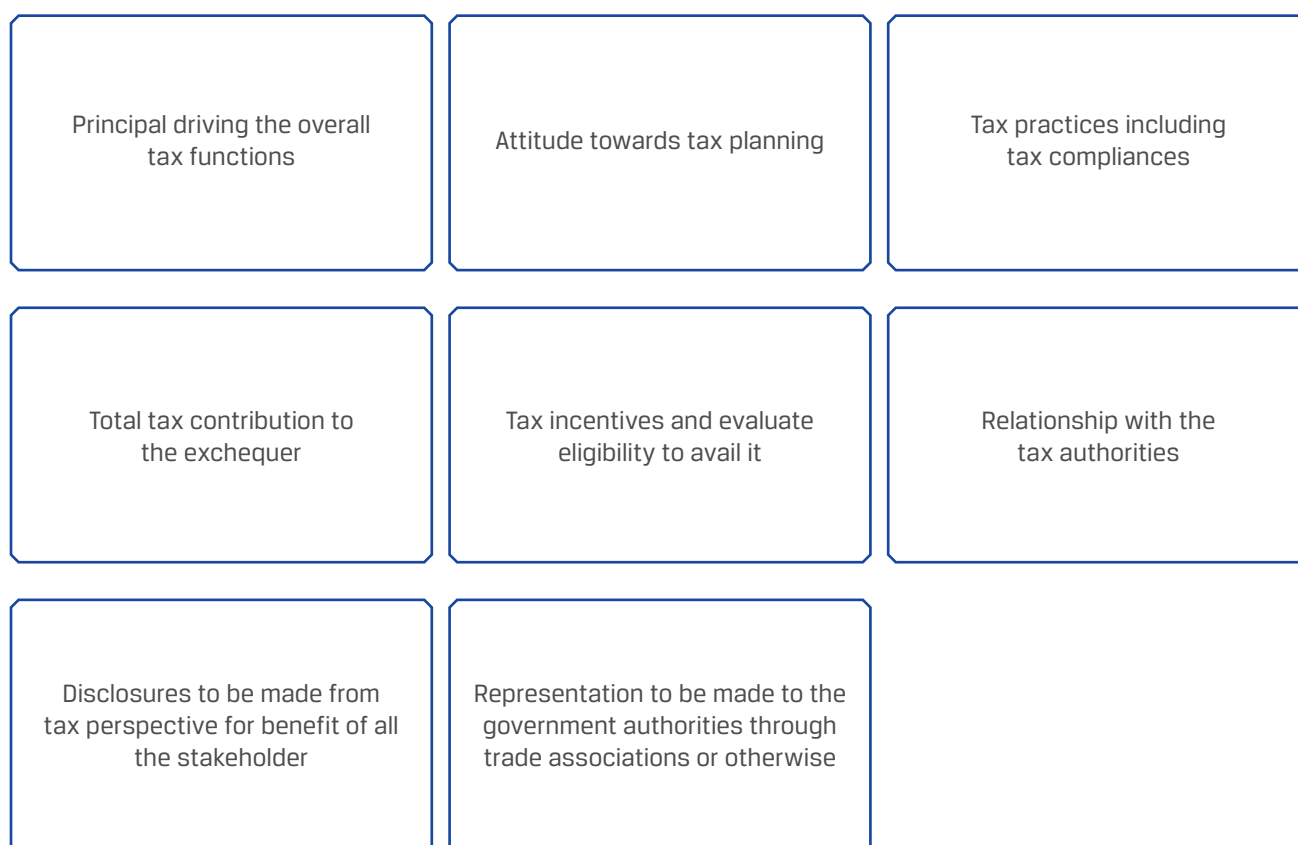 Principal driving the overall
tax functions
Attitude towards tax planning
Tax practices including
tax compliances
Total tax contribution to
the exchequer
Tax incentives and evaluate
eligibility to avail it
Relationship with the
tax authorities
Disclosures to be made from
tax perspective for benefit of all
the stakeholder
Representation to be made to the
government authorities through
trade associations or otherwise